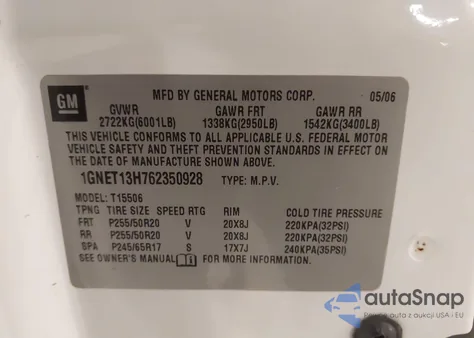 GM
MFD BY GENERAL MOTORS CORP. 05/06
GVWR GAWR FRT GAWR RR
2722KG(6001LB) 1338KG(2950LB) 1542KG(3400LB)
THIS VEHICLE CONFORMS TO ALL APPLICABLE U.S. FEDERAL MOTOR
VEHICLE SAFETY AND THEFT PREVENTION STANDARDS IN EFFECT ON
THE DATE OF MANUFACTURE SHOWN ABOVE.
1GNET13H762350928 TYPE: M.P.V.
MODEL: T15506
TPNG TIRE SIZE SPEED RTG RIM COLD TIRE PRESSURE
FRT P255/50R20 V 20X8J 220KPA(32PSI)
RR P255/50R20 V 20X8J 220KPA(32PSI)
SPA P245/65R17 S 17X7J 240KPA(35PSI)
SEE OWNER'S MANUAL FOR MORE INFORMATION.
autoSnap
Portal o aukcji USA i EU